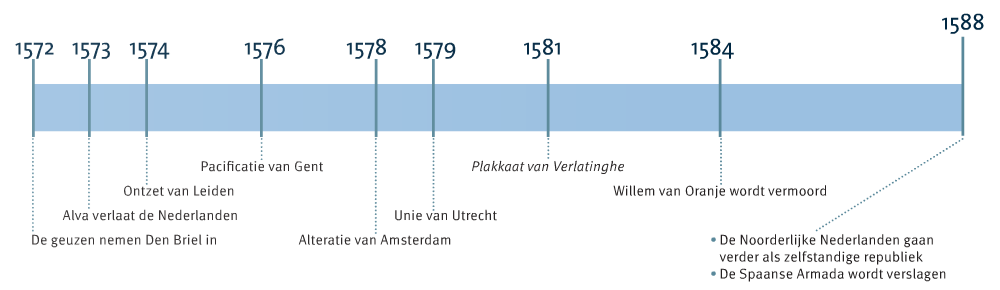 1572 1573 1574 1576 1578 1579 1581 1584 1588
Pacificatie van Gent
Plakkaat van Verlatinghe
Ontzet van Leiden
Willem van Oranje wordt vermoord
Alva verlaat de Nederlanden
Unie van Utrecht
De geuzen nemen Den Briel in
Alteratie van Amsterdam
• De Noorderlijke Nederlanden gaan
verder als zelfstandige republiek
• De Spaanse Armada wordt verslagen